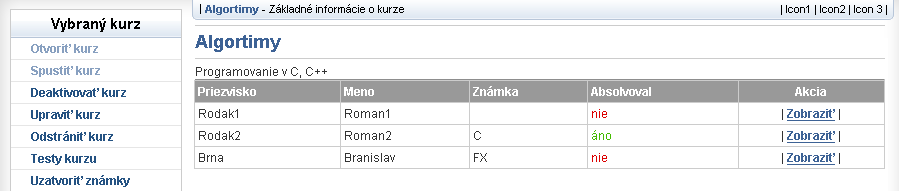 Vybraný kurz
Otvoriť kurz
Spustiť kurz
Deaktivovať kurz
Upraviť kurz
Odstrániť kurz
Testy kurzu
Uzatvoriť známky
| Algortimy - Základné informácie o kurze | Icon1 | Icon2 | Icon 3 |
Algortimy
Programovanie v C, C++
Priezvisko Meno Známka Absolvoval Akcia
Rodak1 Roman1 nie | Zobraziť |
Rodak2 Roman2 C áno | Zobraziť |
Brna Branislav FX nie | Zobraziť |